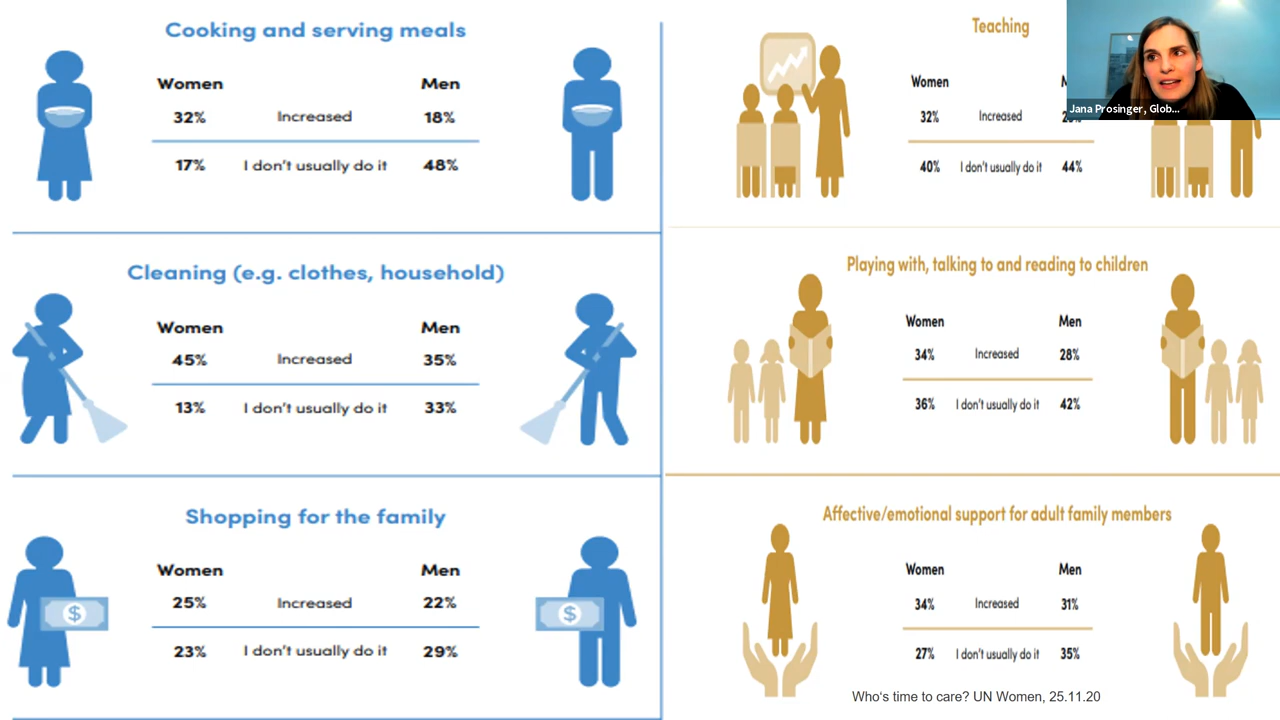 Cooking and serving meals
Women Men
32% Increased 18%
17% I don't usually do it 48%
Cleaning (e.g. clothes, household)
Women Men
45% Increased 35%
13% I don't usually do it 33%
Shopping for the family
Women Men
$ 25% Increased 22% $
23% I don't usually do it 29%
Teaching
Women
32% Increased
40% I don't usually do it 44%
Jana Prosinger, Glob...
Playing with, talking to and reading to children
Women Men
34% Increased 28%
36% I don't usually do it 42%
Affective/emotional support for adult family members
Women Men
34% Increased 31%
27% I don't usually do it 35%
Who's time to care? UN Women, 25.11.20